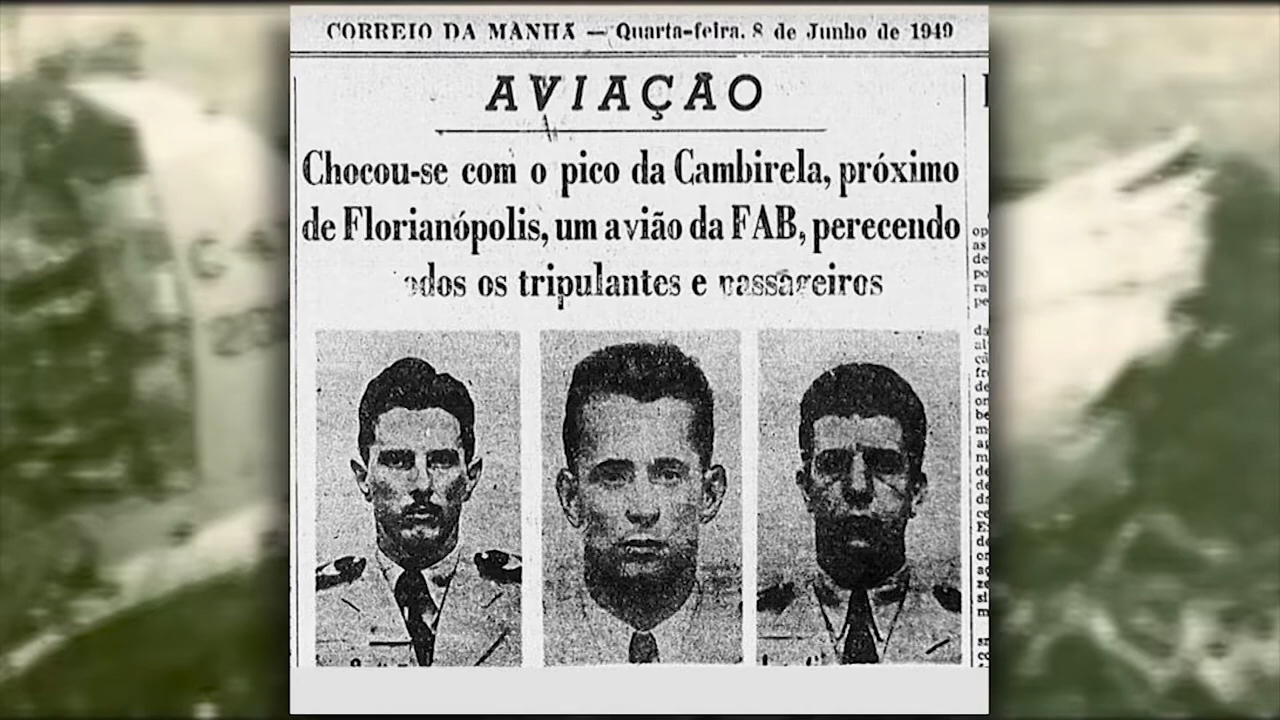 CORREIO DA MANHÃ — Quarta-feira, 8 de Junho de 1949
AVIAÇÃO
Chocou-se com o pico da Cambirela, próximo
de Florianópolis, um avião da FAB, perecendo
odos os tripulantes e passageiros